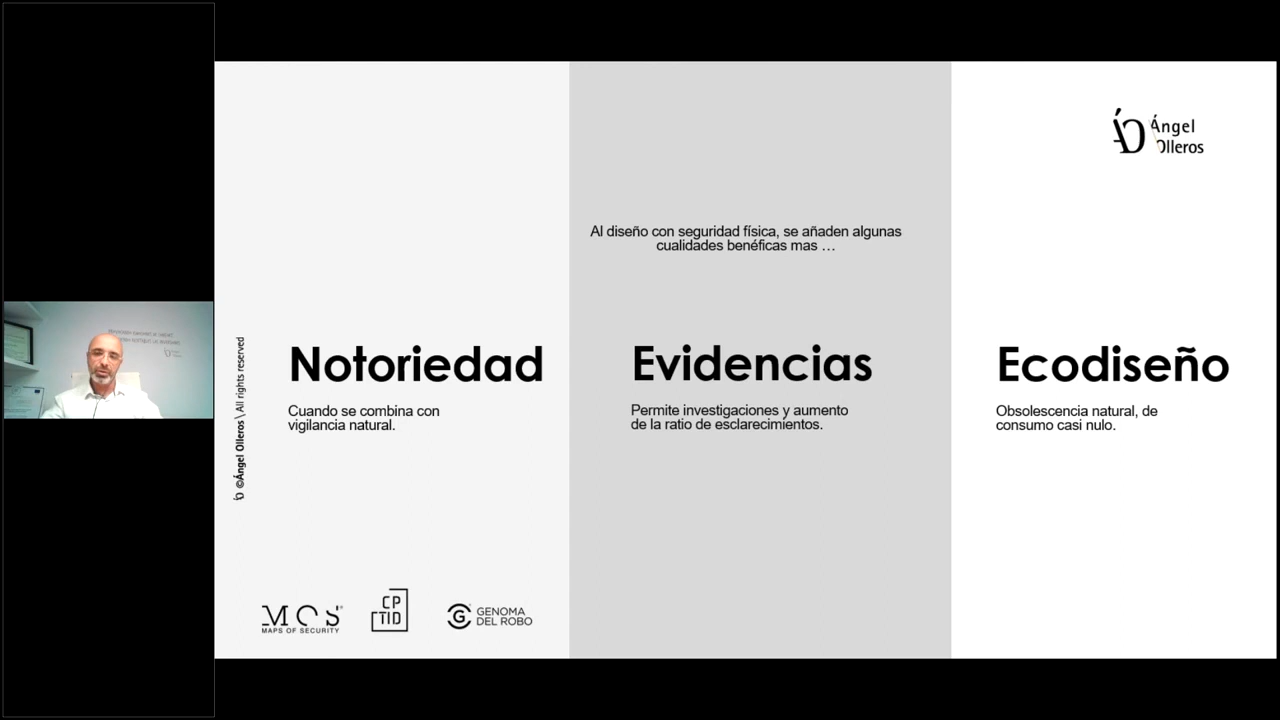 Ángel
Olleros
Al diseño con seguridad física, se añaden algunas
cualidades benéficas mas …
Notoriedad
Cuando se combina con
vigilancia natural.
Evidencias
Permite investigaciones y aumento
de la ratio de esclarecimientos.
Ecodiseño
Obsolescencia natural, de
consumo casi nulo.
©Ángel Olleros \ All rights reserved
MOS
MAPS OF SECURITY
CP
TID
GENOMA
DEL ROBO